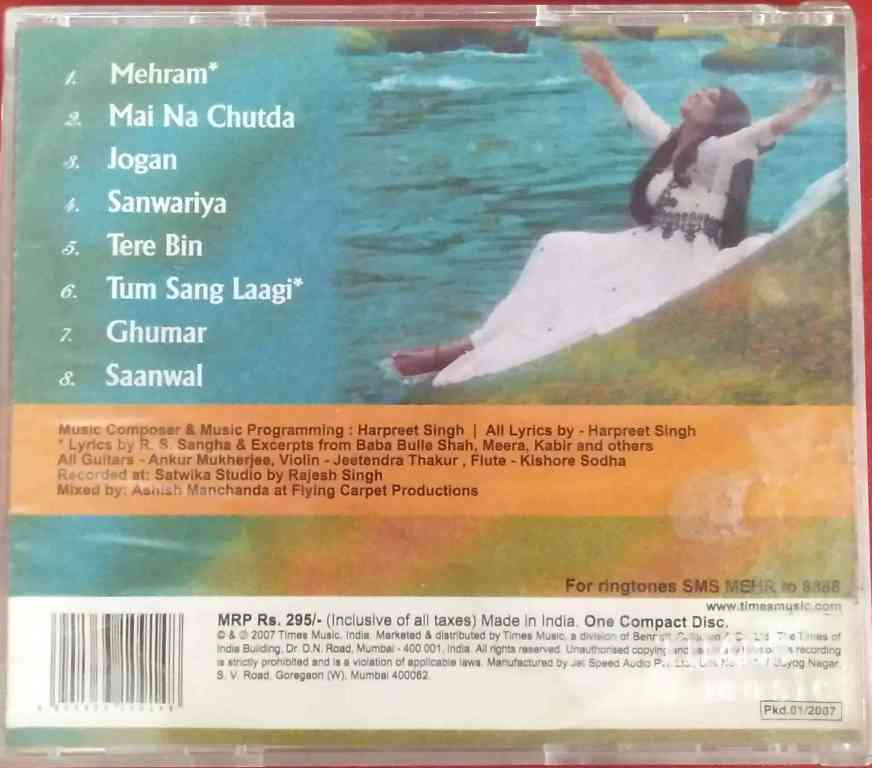 1. Mehram*
2. Mai Na Chutda
3. Jogan
4. Sanwariya
5. Tere Bin
6. Tum Sang Laagi*
7. Ghumar
8. Saanwal
Music Composer & Music Programming : Harpreet Singh | All Lyrics by - Harpreet Singh
* Lyrics by R. S. Sangha & Excerpts from Baba Bulle Shah, Meera, Kabir and others
All Guitars - Ankur Mukherjee, Violin - Jeetendra Thakur , Flute - Kishore Sodha
Recorded at: Satwika Studio by Rajesh Singh
Mixed by: Ashish Manchanda at Flying Carpet Productions
For ringtones SMS MEHR to 8888
www.timesmusic.com
MRP Rs. 295/- (Inclusive of all taxes) Made in India. One Compact Disc.
© & ℗ 2007 Times Music, India. Marketed & distributed by Times Music, a division of The Times of
India Building, Dr. D.N. Road, Mumbai - 400 001, India. All rights reserved. Unauthorised copying recording
is strictly prohibited and is a violation of applicable laws. Manufactured by Jet Speed Audio Nagar,
S. V. Road, Goregaon (W), Mumbai 400062.
music
Pkd.01/2007